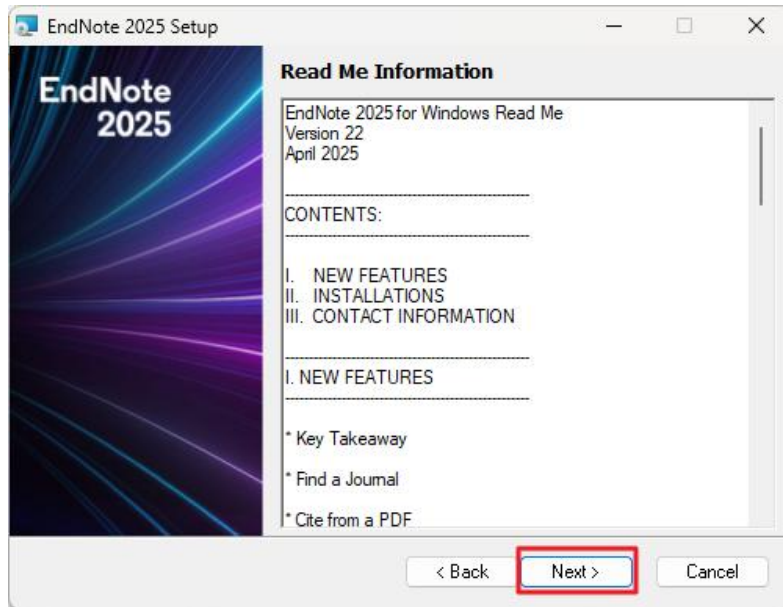 EndNote 2025 Setup
EndNote
2025
Read Me Information
EndNote 2025 for Windows Read Me
Version 22
April 2025
------------------------------------------------------------
CONTENTS:
------------------------------------------------------------
I. NEW FEATURES
II. INSTALLATIONS
III. CONTACT INFORMATION
------------------------------------------------------------
I. NEW FEATURES
------------------------------------------------------------
* Key Takeaway
* Find a Journal
* Cite from a PDF
< Back
Next >
Cancel